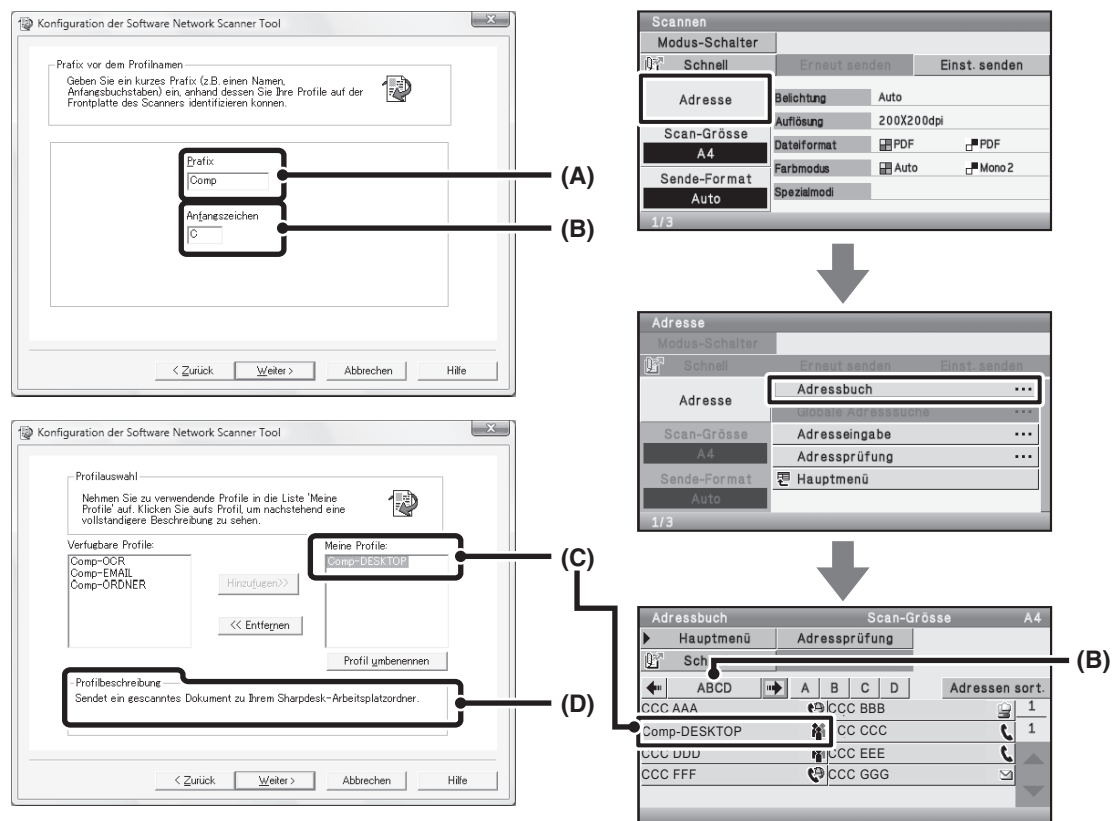 Konfiguration der Software Network Scanner Tool
Prafix vor dem Profilnamen
Geben Sie ein kurzes Prafix (z.B. einen Namen,
Anfangsbuchstaben) ein, anhand dessen Sie Ihre Profile auf der
Frontplatte des Scanners identifizieren konnen.
Prafix
Comp
(A)
Anfangszeichen
C
(B)
< Zurück Weiter > Abbrechen Hilfe
Konfiguration der Software Network Scanner Tool
Profilauswahl
Nehmen Sie zu verwendende Profile in die Liste 'Meine
Profile' auf. Klicken Sie aufs Profil, um nachstehend eine
vollstandigere Beschreibung zu sehen.
Verfugbare Profile:
Comp-OCR
Comp-EMAIL
Comp-ORDNER
Hinzufugen>>
<< Entfernen
Meine Profile:
Comp-DESKTOP
(C)
Profil umbenennen
Profilbeschreibung
Sendet ein gescanntes Dokument zu Ihrem Sharpdesk-Arbeitsplatzordner.
(D)
< Zurück Weiter > Abbrechen Hilfe
Scannen
Modus-Schalter
Schnell Erneut senden Einst. senden
Adresse
Belichtung Auto
Auflösung 200X200dpi
Scan-Grösse
A4
Dateiformat PDF PDF
Farbmodus Auto Mono2
Sende-Format
Auto
Spezialmodi
1/3
Adresse
Modus-Schalter
Schnell Erneut senden Einst. senden
Adresse
Adressbuch ...
Globale Adresssuche ...
Scan-Grösse
A4
Adresseingabe ...
Adressprüfung ...
Sende-Format
Auto
Hauptmenü
1/3
Adressbuch Scan-Grösse A4
Hauptmenü Adressprüfung
Sch
(B)
ABCD A B C D Adressen sort.
CCC AAA CCC BBB 1
Comp-DESKTOP CC CCC 1
CCC DDD CCC EEE
CCC FFF CCC GGG